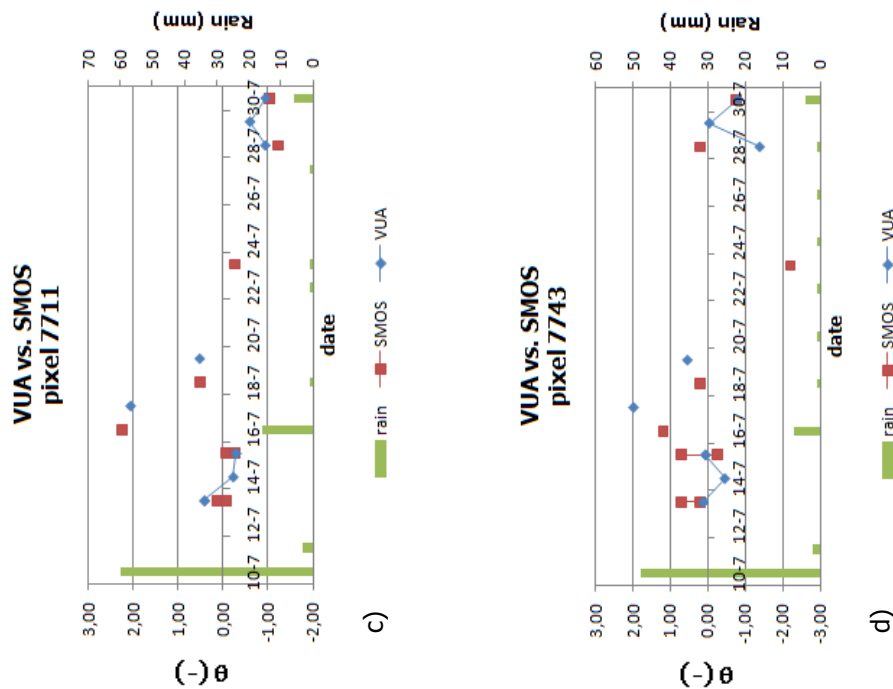 VUA vs. SMOS
pixel 7711
θ (-)
3,00
2,00
1,00
0,00
-1,00
-2,00
Rain (mm)
70
60
50
40
30
20
10
0
10-7
12-7
14-7
16-7
18-7
20-7
22-7
24-7
26-7
28-7
30-7
date
rain
SMOS
VUA
c)
VUA vs. SMOS
pixel 7743
θ (-)
3,00
2,00
1,00
0,00
-1,00
-2,00
-3,00
Rain (mm)
60
50
40
30
20
10
0
10-7
12-7
14-7
16-7
18-7
20-7
22-7
24-7
26-7
28-7
30-7
date
rain
SMOS
VUA
d)